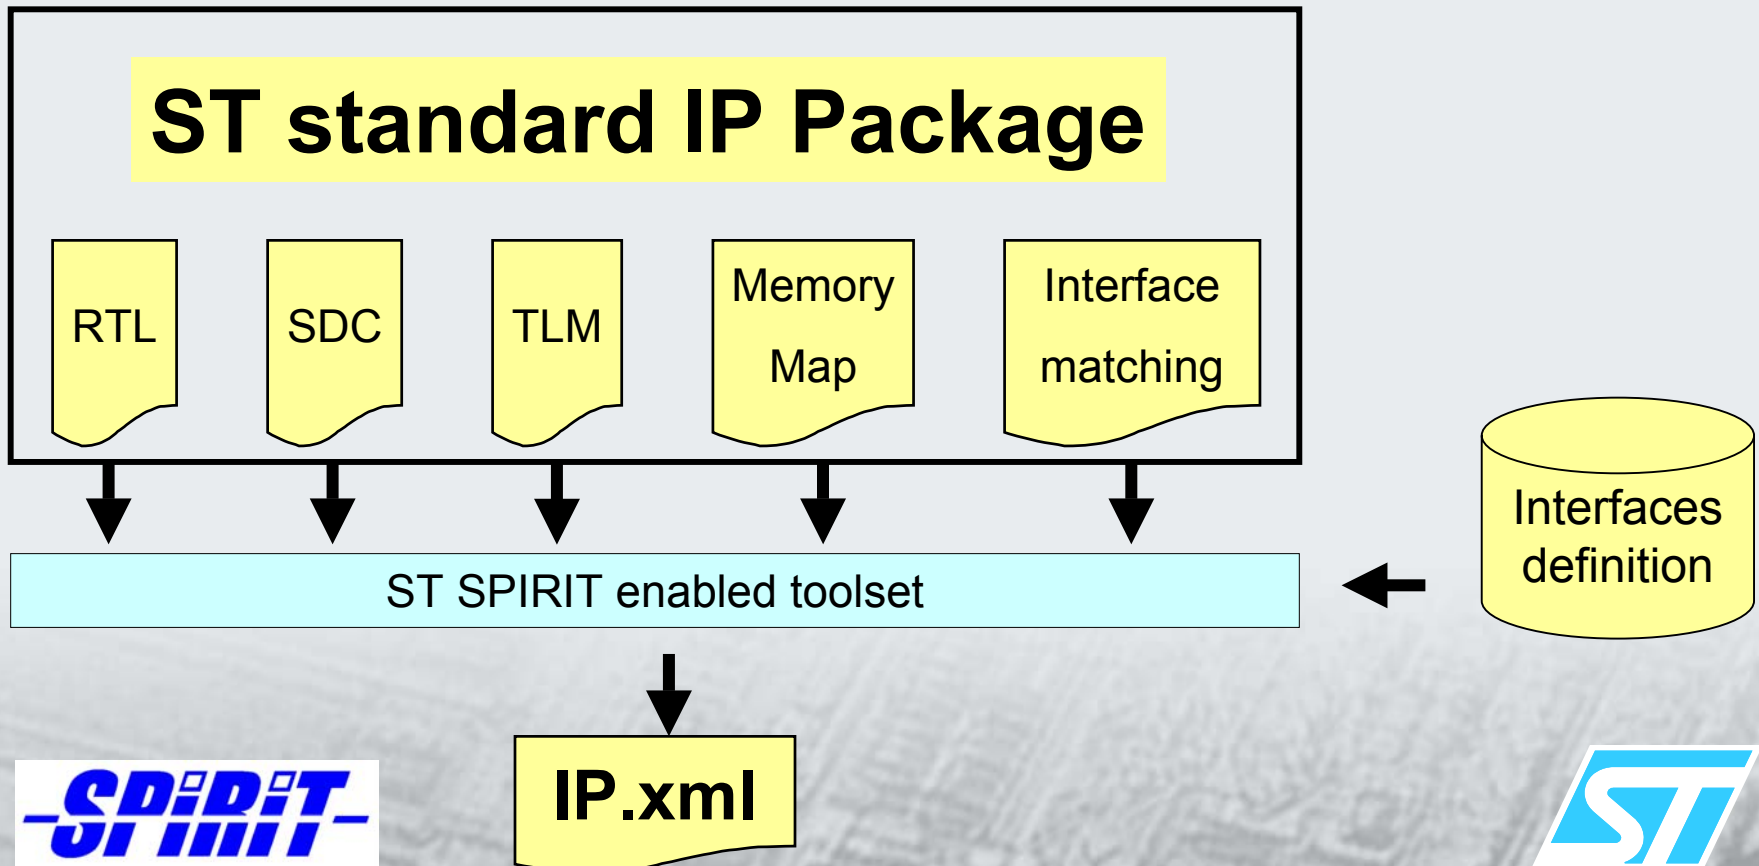 ST standard IP Package
RTL
SDC
TLM
Memory
Map
Interface
matching
Interfaces
definition
ST SPIRIT enabled toolset
IP.xml
SPiRiT
ST